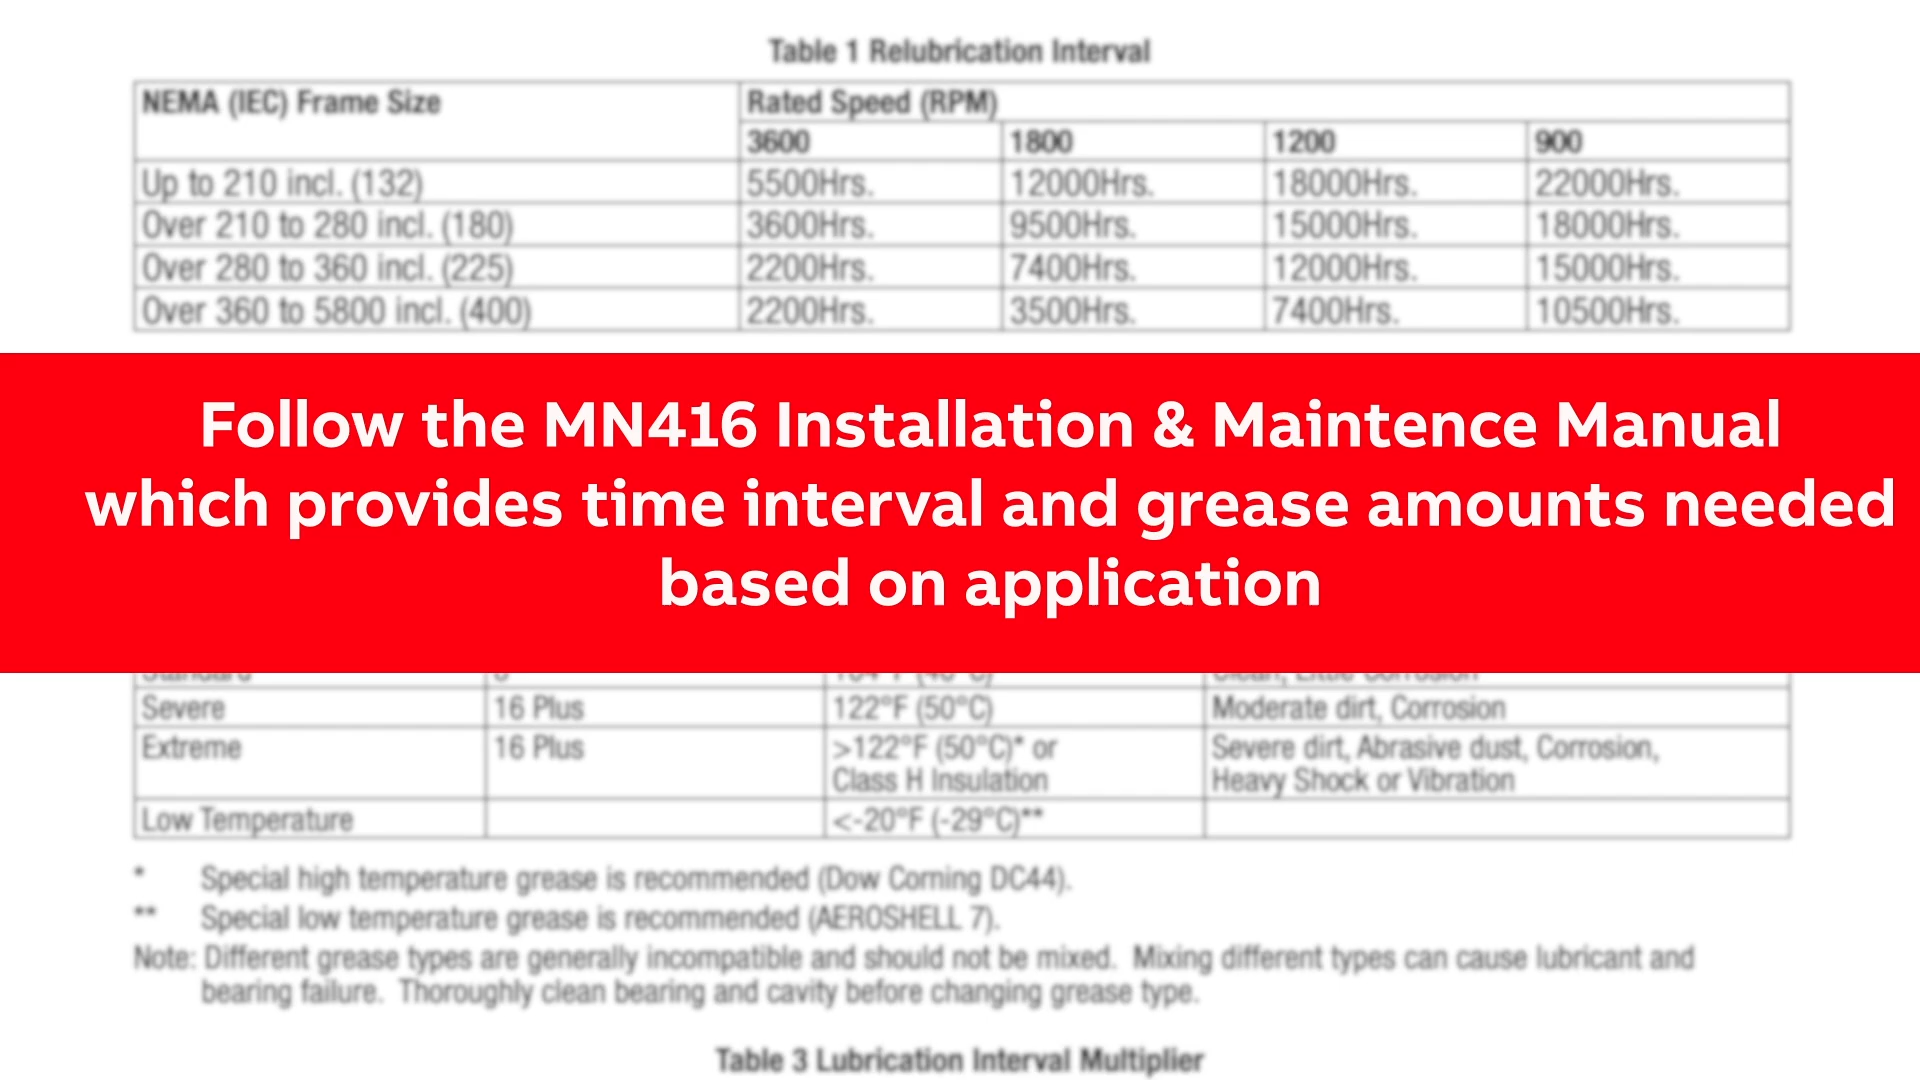 Table 1 Relubrication Interval
NEMA (IEC) Frame Size Rated Speed (RPM)
3600 1800 1200 900
Up to 210 incl. (132) 5500Hrs. 12000Hrs. 18000Hrs. 22000Hrs.
Over 210 to 280 incl. (180) 3600Hrs. 9500Hrs. 15000Hrs. 18000Hrs.
Over 280 to 360 incl. (225) 2200Hrs. 7400Hrs. 12000Hrs. 15000Hrs.
Over 360 to 5800 incl. (400) 2200Hrs. 3500Hrs. 7400Hrs. 10500Hrs.
Follow the MN416 Installation & Maintence Manual
which provides time interval and grease amounts needed
based on application
Severe 16 Plus 122°F (50°C) Moderate dirt, Corrosion
Extreme 16 Plus >122°F (50°C)* or Severe dirt, Abrasive dust, Corrosion,
Class H Insulation Heavy Shock or Vibration
Low Temperature <-20°F (-29°C)**
* Special high temperature grease is recommended (Dow Corning DC44).
** Special low temperature grease is recommended (AEROSHELL 7).
Note: Different grease types are generally incompatible and should not be mixed. Mixing different types can cause lubricant and
bearing failure. Thoroughly clean bearing and cavity before changing grease type.
Table 3 Lubrication Interval Multiplier